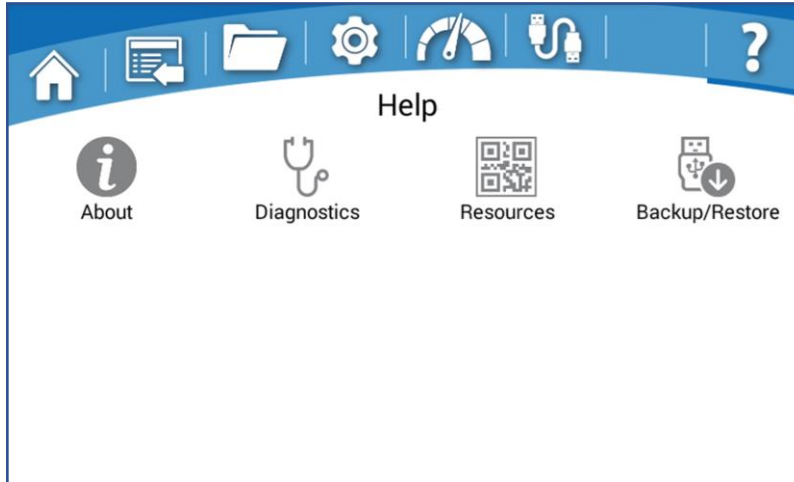 ?
Help
About
Diagnostics
Resources
Backup/Restore